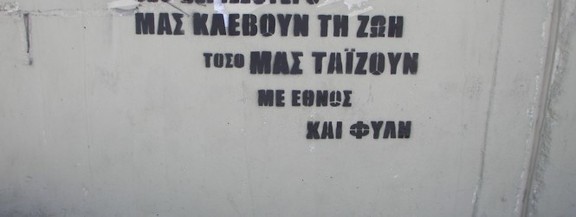 ΜΑΣ ΚΛΕΒΟΥΝ ΤΗ ΖΩΗ
ΤΟΣΟ ΜΑΣ ΤΑΪΖΟΥΝ
ΜΕ ΕΘΝΟΣ
ΚΑΙ ΦΥΛΗ